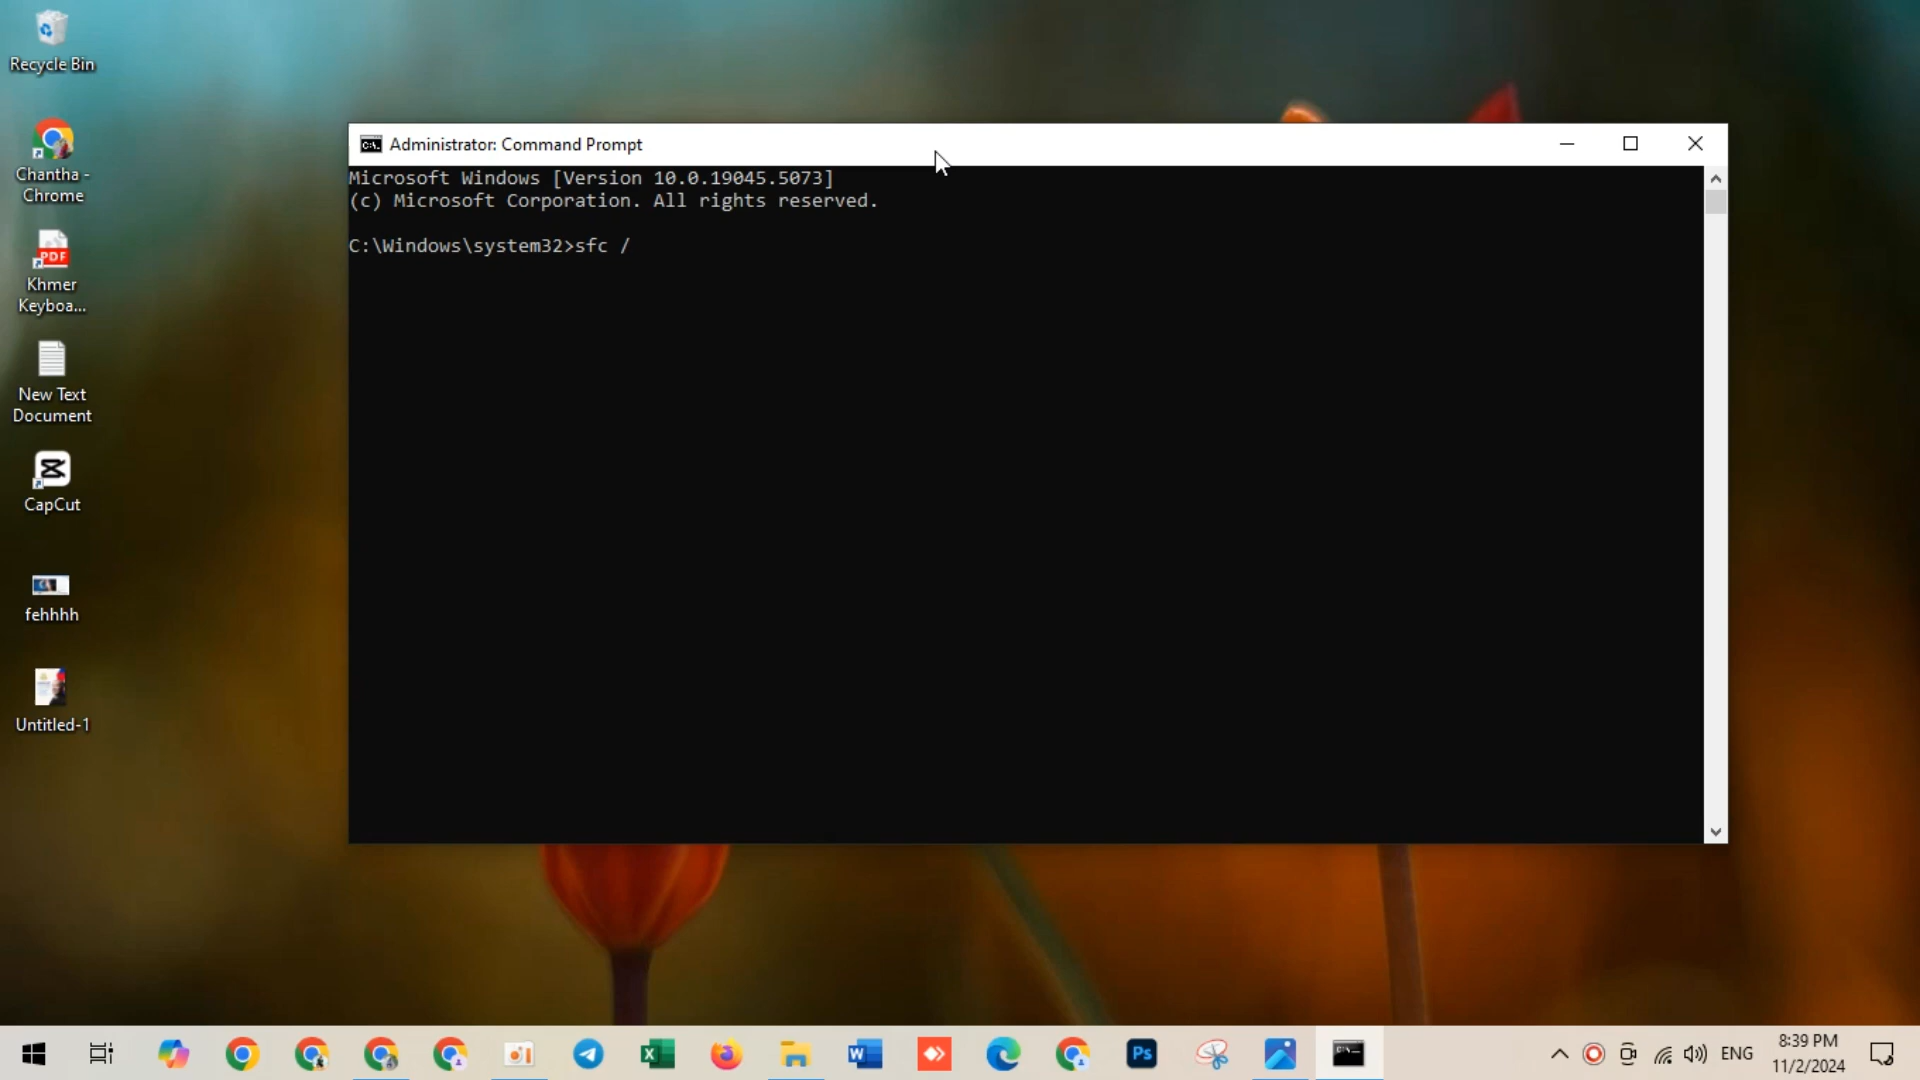 Recycle Bin
Chantha -
Chrome
PDF
Khmer
Keyboa...
New Text
Document
CapCut
fehhhh
Untitled-1
Administrator: Command Prompt
Microsoft Windows [Version 10.0.19045.5073]
(c) Microsoft Corporation. All rights reserved.
C:\Windows\system32>sfc /
Ps
ENG
8:39 PM
11/2/2024